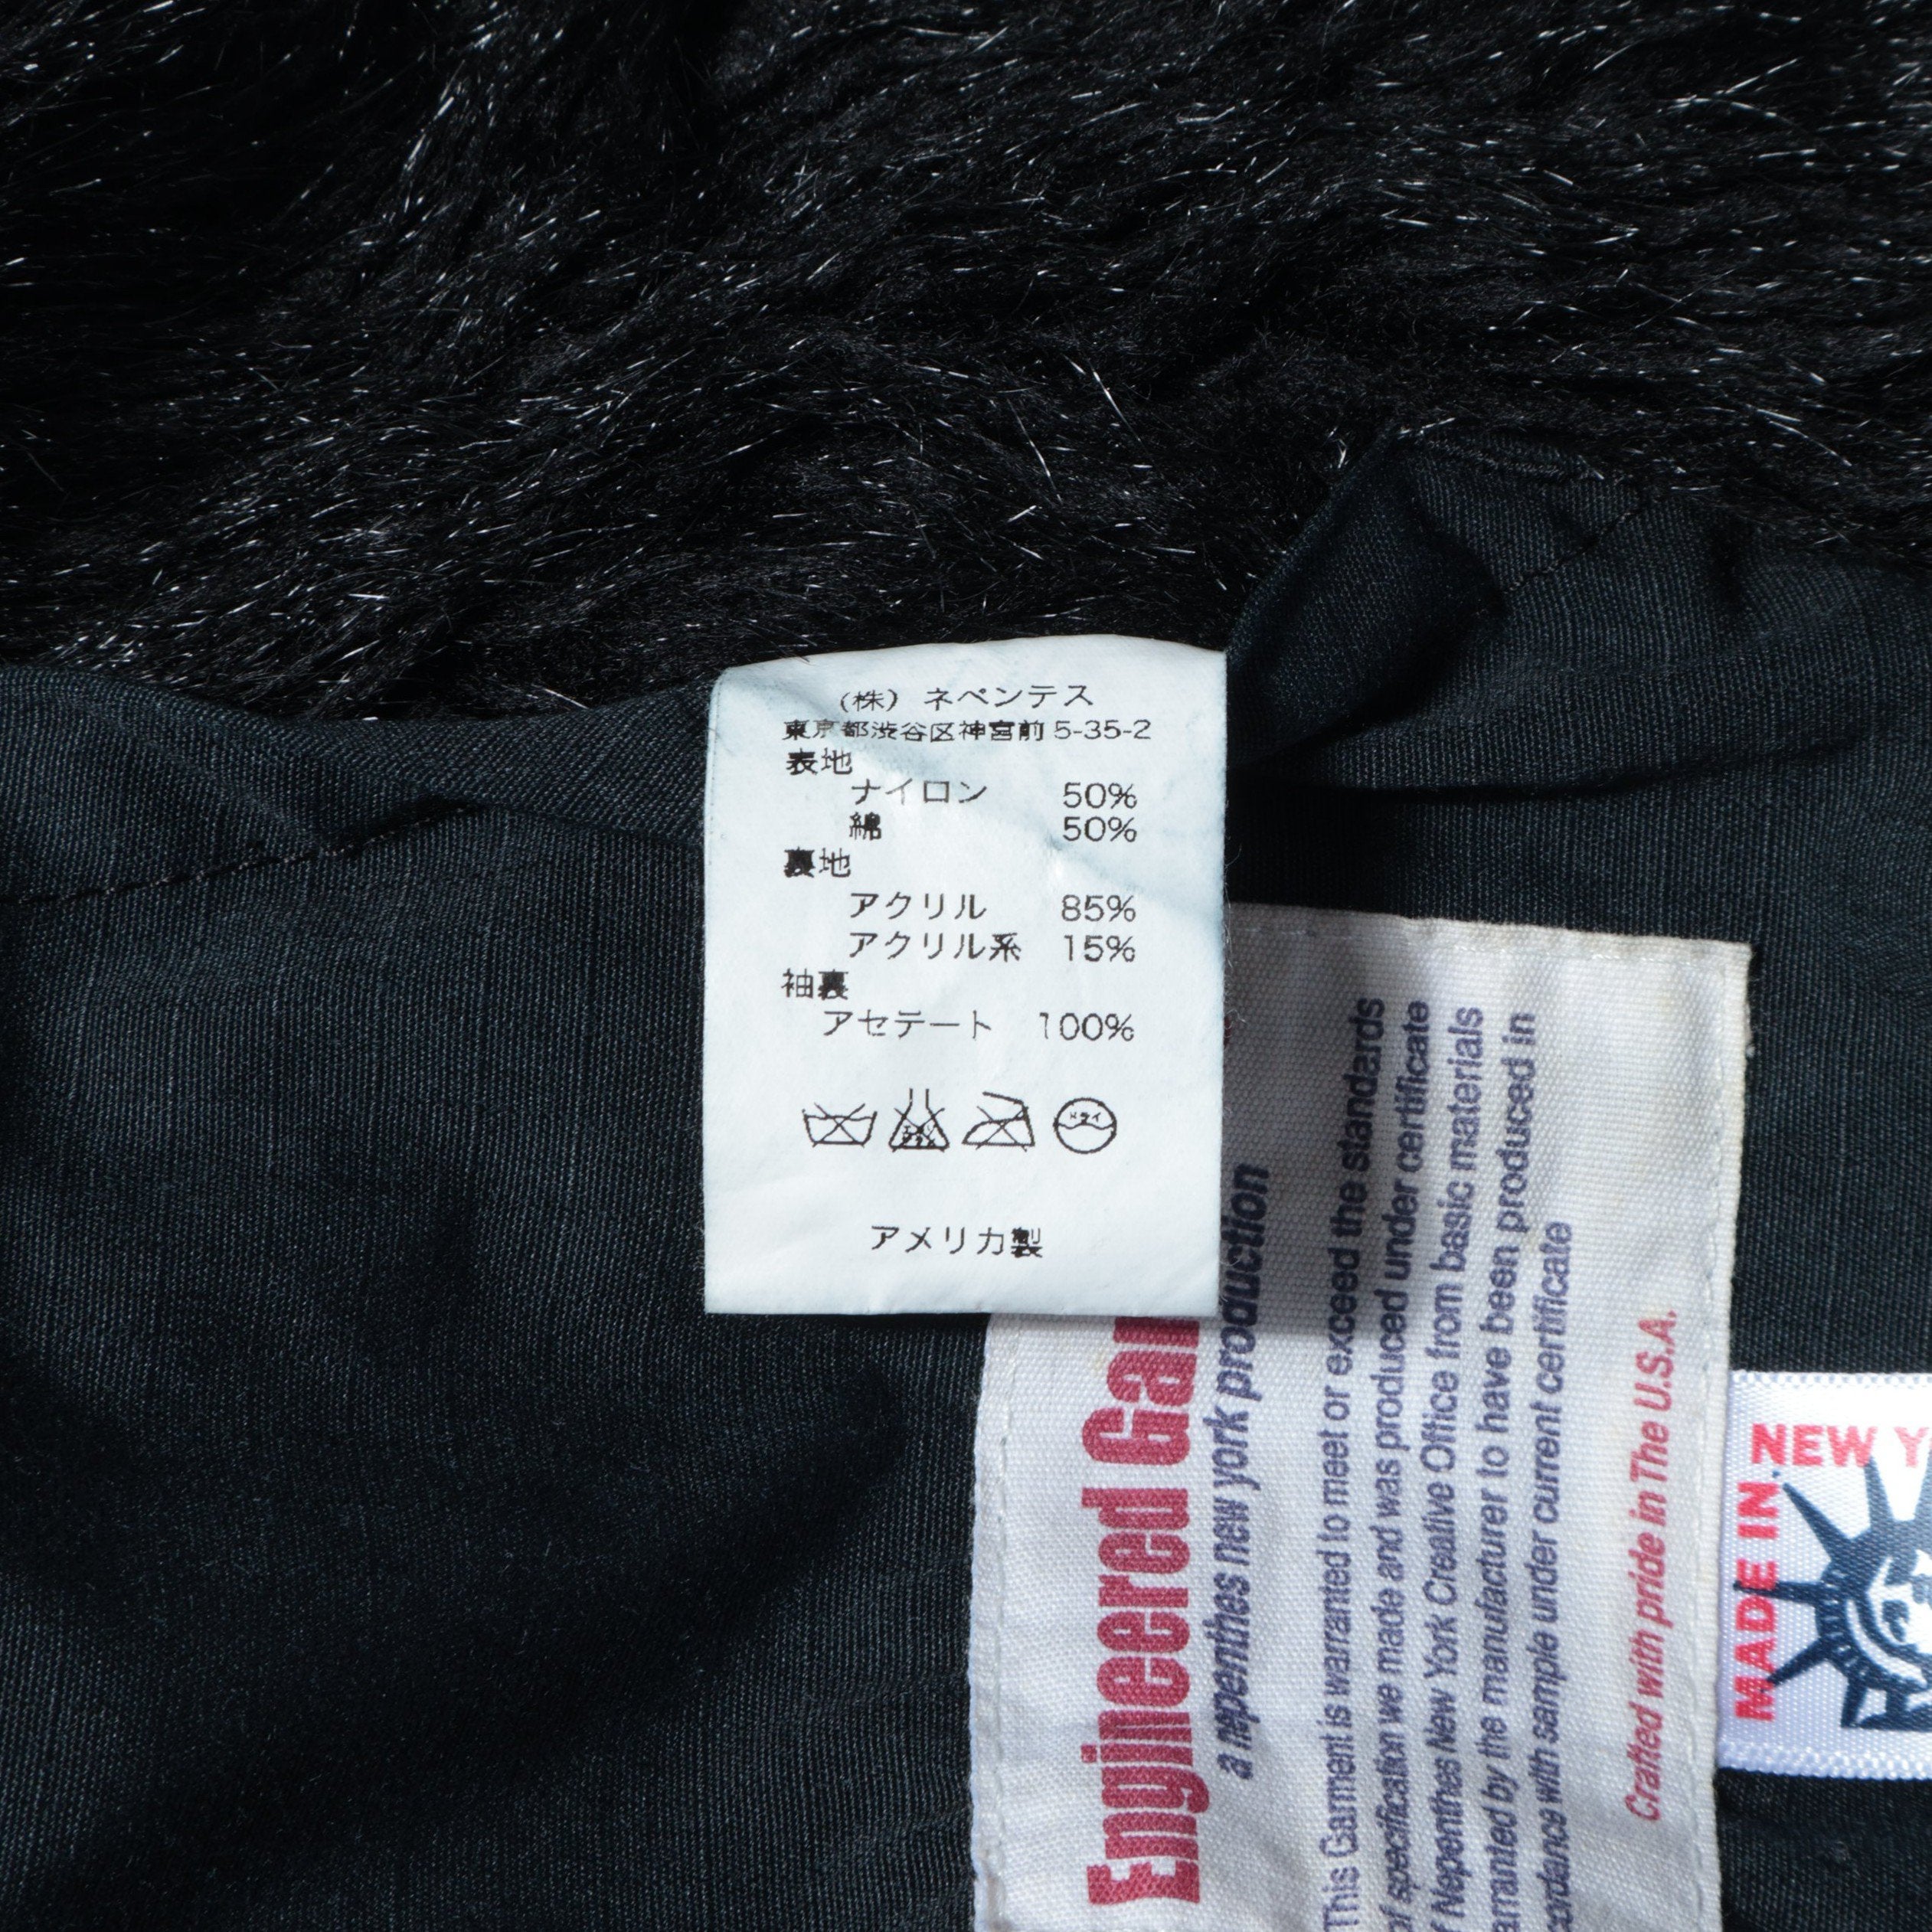 (株) ネペンテス
東京都渋谷区神宮前 5-35-2
表地
ナイロン 50%
綿 50%
裏地
アクリル 85%
アクリル系 15%
袖裏
アセテート 100%
ドライ
アメリカ製
Engineered Gar
a nepenthes new york production
This Garment is warranted to meet or exceed the standards
of specification we made and was produced under certificate
f Nepenthes New York Creative Office from basic materials
arranted by the manufacturer to have been produced in
cordance with sample under current certificate
Crafted with pride in The U.S.A.
MADE IN NEW Y